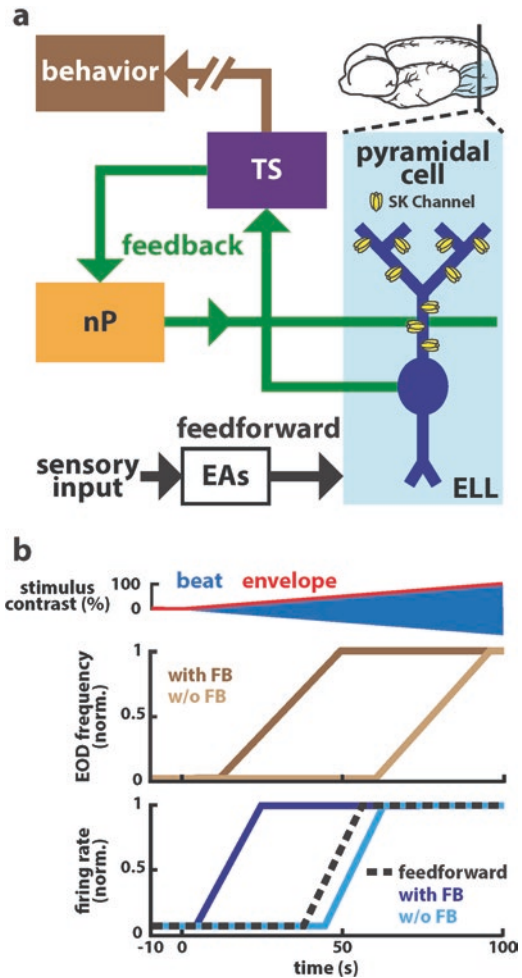 a
behavior
TS
feedback
nP
pyramidal
cell
SK Channel
feedforward
sensory
input
EAs
ELL
b
beat envelope
stimulus
contrast (%)
100
0
EOD frequency
(norm.)
1
0.5
0
with FB
w/o FB
firing rate
(norm.)
1
0.5
0
feedforward
with FB
w/o FB
-10 0 50 100
time (s)